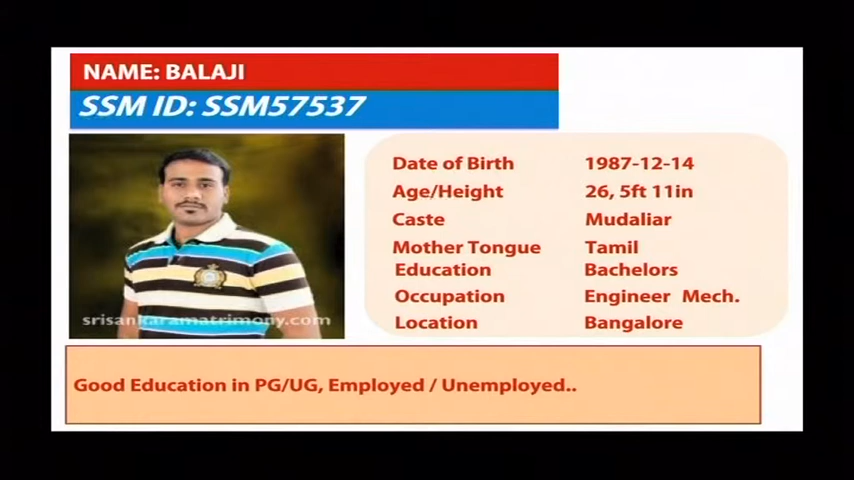 NAME: BALAJI
SSM ID: SSM57537
Date of Birth 1987-12-14
Age/Height 26, 5ft 11in
Caste Mudaliar
Mother Tongue Tamil
Education Bachelors
Occupation Engineer Mech.
Location Bangalore
srisankaramatrimony.com
Good Education in PG/UG, Employed / Unemployed..